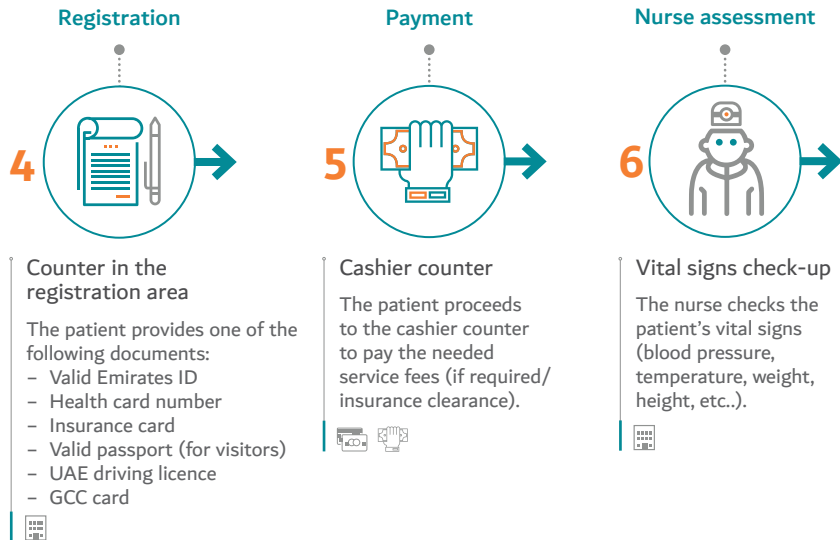 Registration
4
Counter in the
registration area
The patient provides one of the
following documents:
– Valid Emirates ID
– Health card number
– Insurance card
– Valid passport (for visitors)
– UAE driving licence
– GCC card
Payment
5
Cashier counter
The patient proceeds
to the cashier counter
to pay the needed
service fees (if required/
insurance clearance).
Nurse assessment
6
Vital signs check-up
The nurse checks the
patient’s vital signs
(blood pressure,
temperature, weight,
height, etc..).